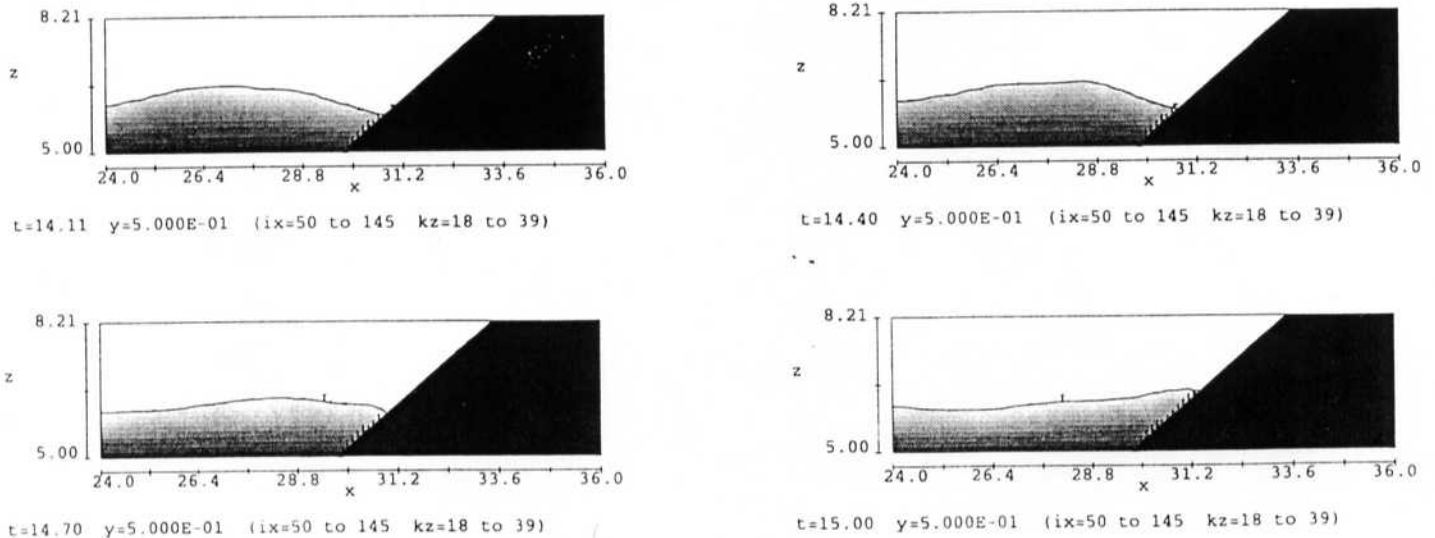 8.21
z
5.00
24.0 26.4 28.8 31.2 33.6 36.0
x
t=14.11 y=5.000E-01 (ix=50 to 145 kz=18 to 39)
8.21
z
5.00
24.0 26.4 28.8 31.2 33.6 36.0
x
t=14.40 y=5.000E-01 (ix=50 to 145 kz=18 to 39)
8.21
z
5.00
24.0 26.4 28.8 31.2 33.6 36.0
x
t=14.70 y=5.000E-01 (ix=50 to 145 kz=18 to 39)
8.21
z
5.00
24.0 26.4 28.8 31.2 33.6 36.0
x
t=15.00 y=5.000E-01 (ix=50 to 145 kz=18 to 39)